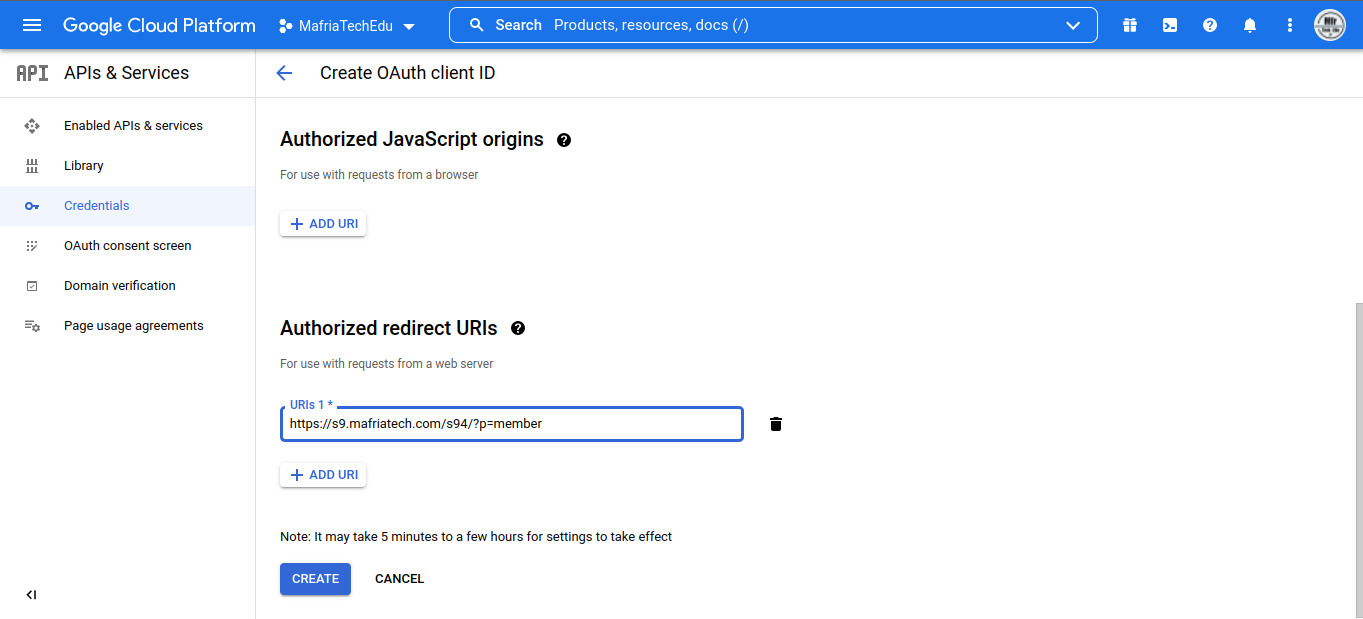 Google Cloud Platform
MafriaTechEdu
Search Products, resources, docs (/)
API APIs & Services
Create OAuth client ID
Enabled APIs & services
Library
Credentials
OAuth consent screen
Domain verification
Page usage agreements
Authorized JavaScript origins
For use with requests from a browser
ADD URI
Authorized redirect URIs
For use with requests from a web server
URIs 1 *
https://s9.mafriatech.com/s94/?p=member
ADD URI
Note: It may take 5 minutes to a few hours for settings to take effect
CREATE CANCEL